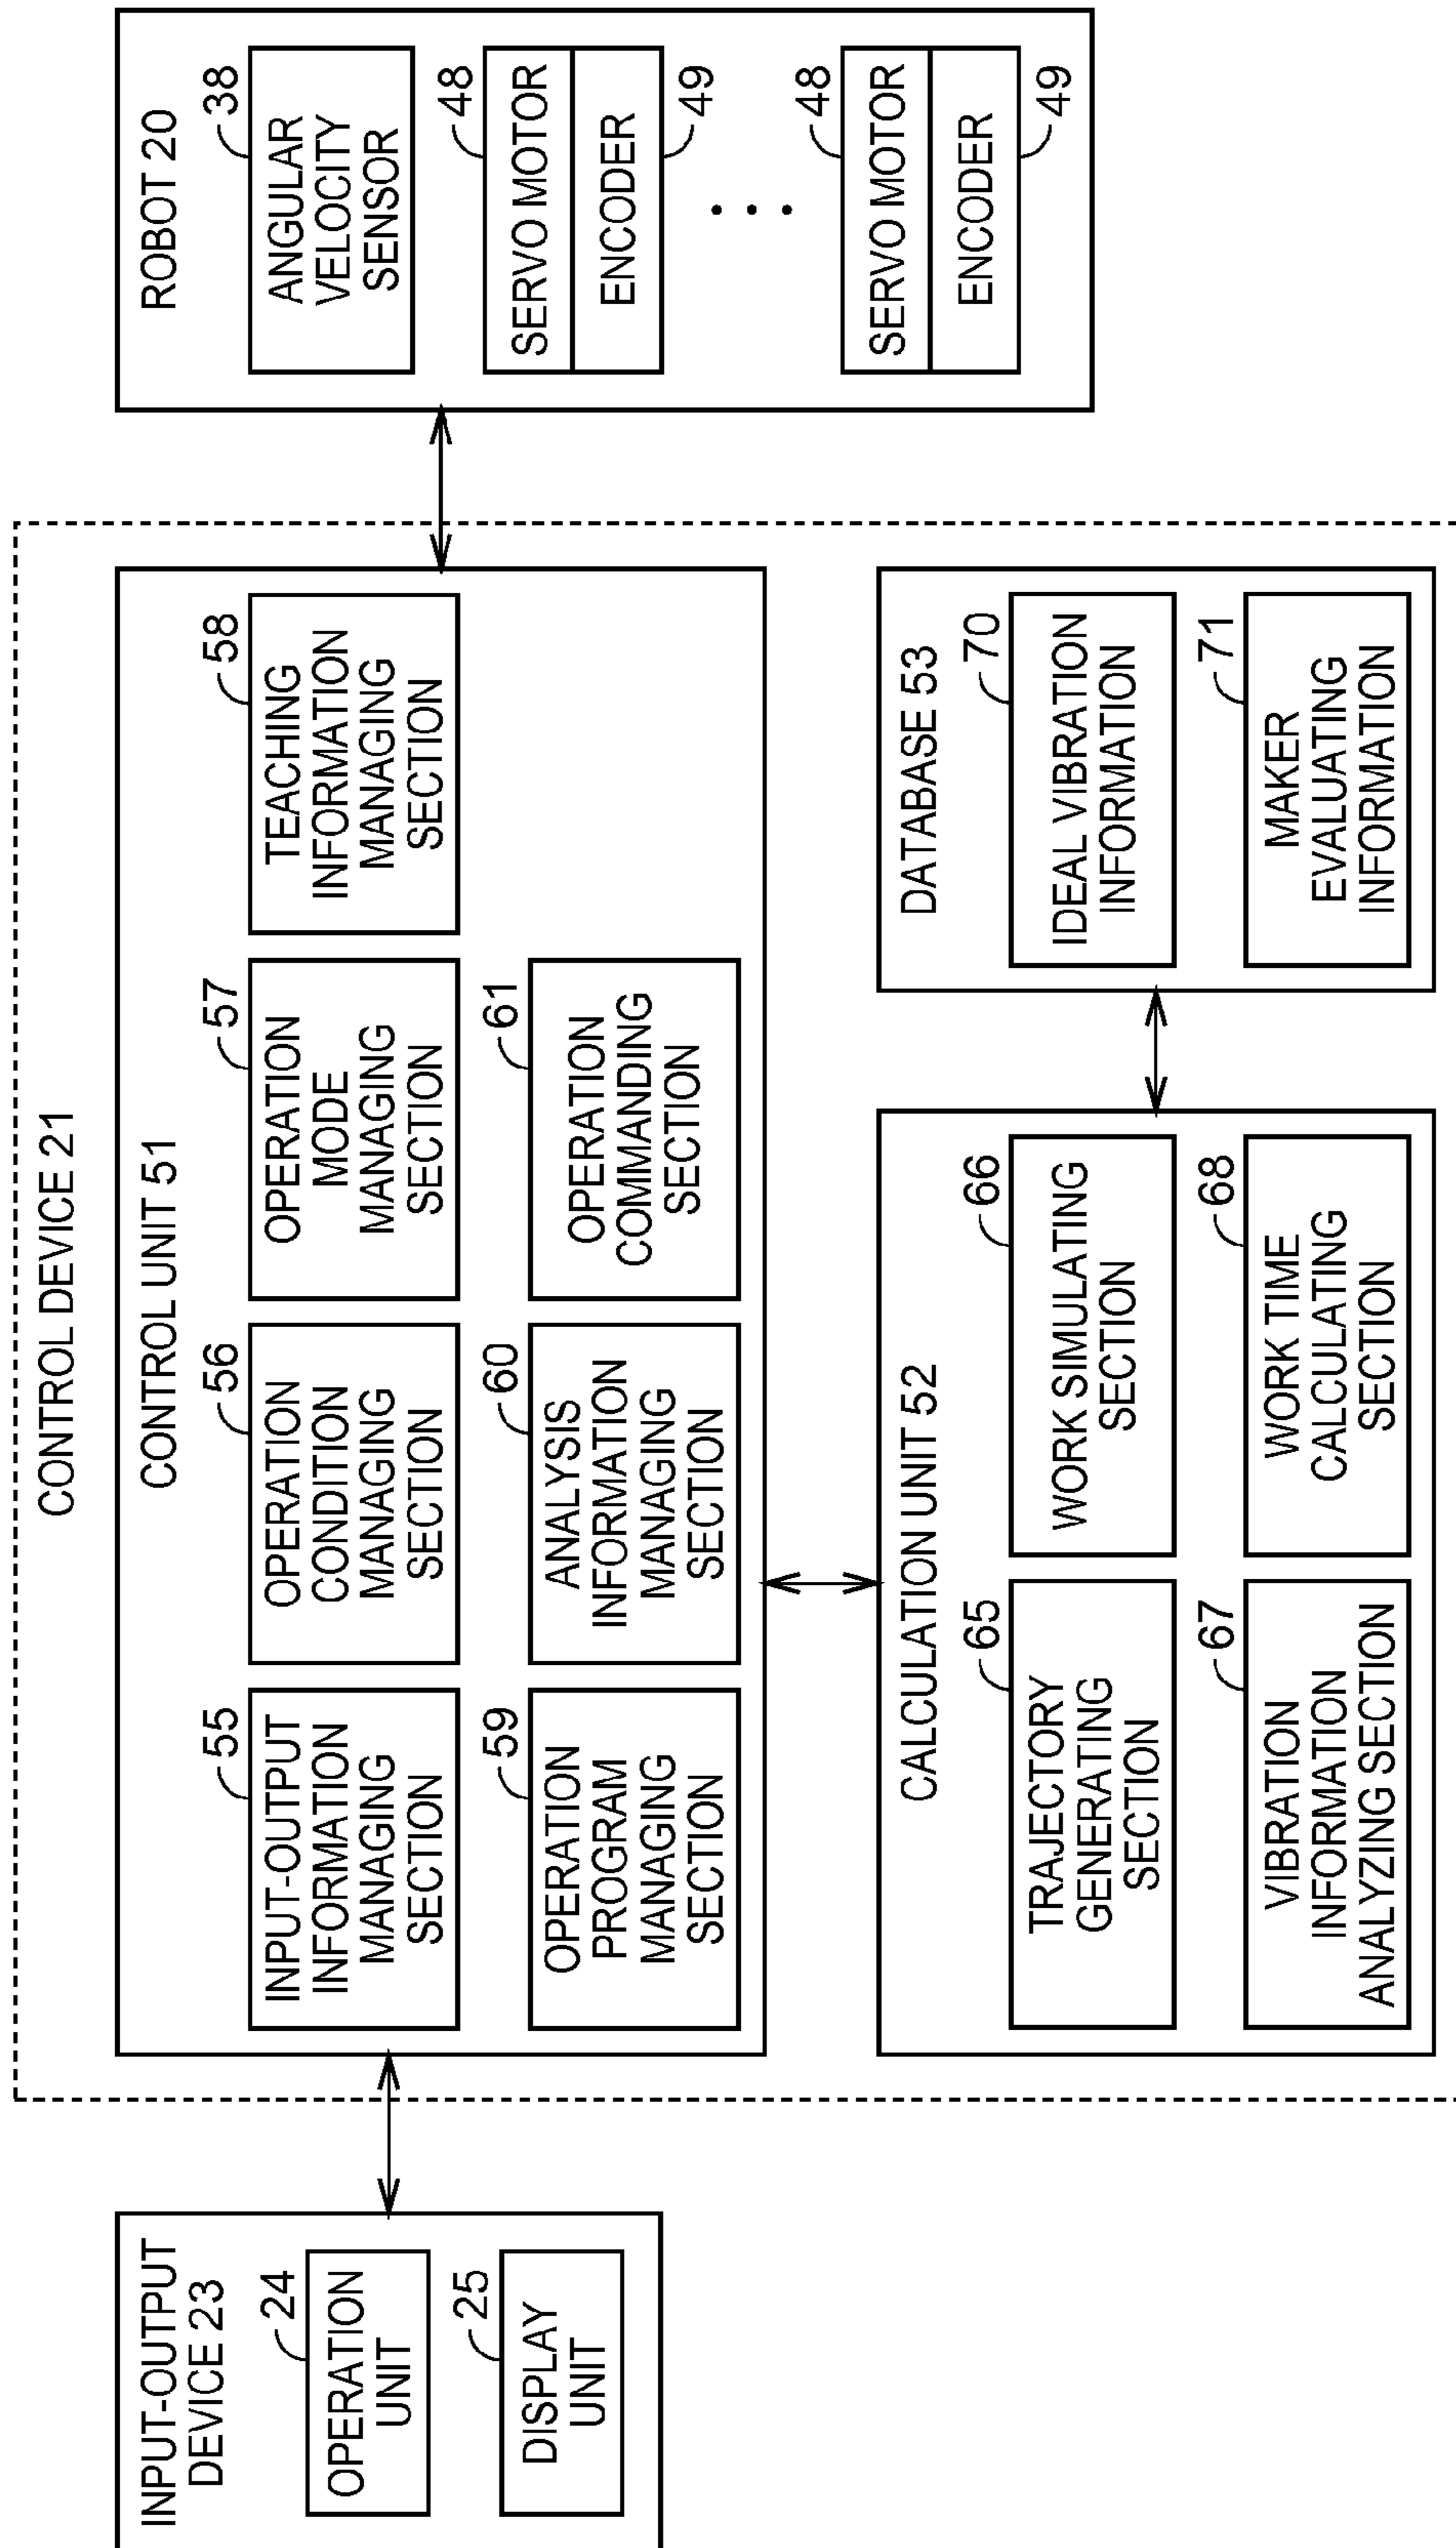 INPUT-OUTPUT
DEVICE 23
24
OPERATION
UNIT
25
DISPLAY
UNIT
CONTROL DEVICE 21
CONTROL UNIT 51
55
INPUT-OUTPUT
INFORMATION
MANAGING
SECTION
56
OPERATION
CONDITION
MANAGING
SECTION
57
OPERATION
MODE
MANAGING
SECTION
58
TEACHING
INFORMATION
MANAGING
SECTION
59
OPERATION
PROGRAM
MANAGING
SECTION
60
ANALYSIS
INFORMATION
MANAGING
SECTION
61
OPERATION
COMMANDING
SECTION
CALCULATION UNIT 52
65
TRAJECTORY
GENERATING
SECTION
66
WORK SIMULATING
SECTION
67
VIBRATION
INFORMATION
ANALYZING SECTION
68
WORK TIME
CALCULATING
SECTION
DATABASE 53
70
IDEAL VIBRATION
INFORMATION
71
MAKER
EVALUATING
INFORMATION
ROBOT 20
38
ANGULAR
VELOCITY
SENSOR
48
SERVO MOTOR
ENCODER
49
48
SERVO MOTOR
ENCODER
49